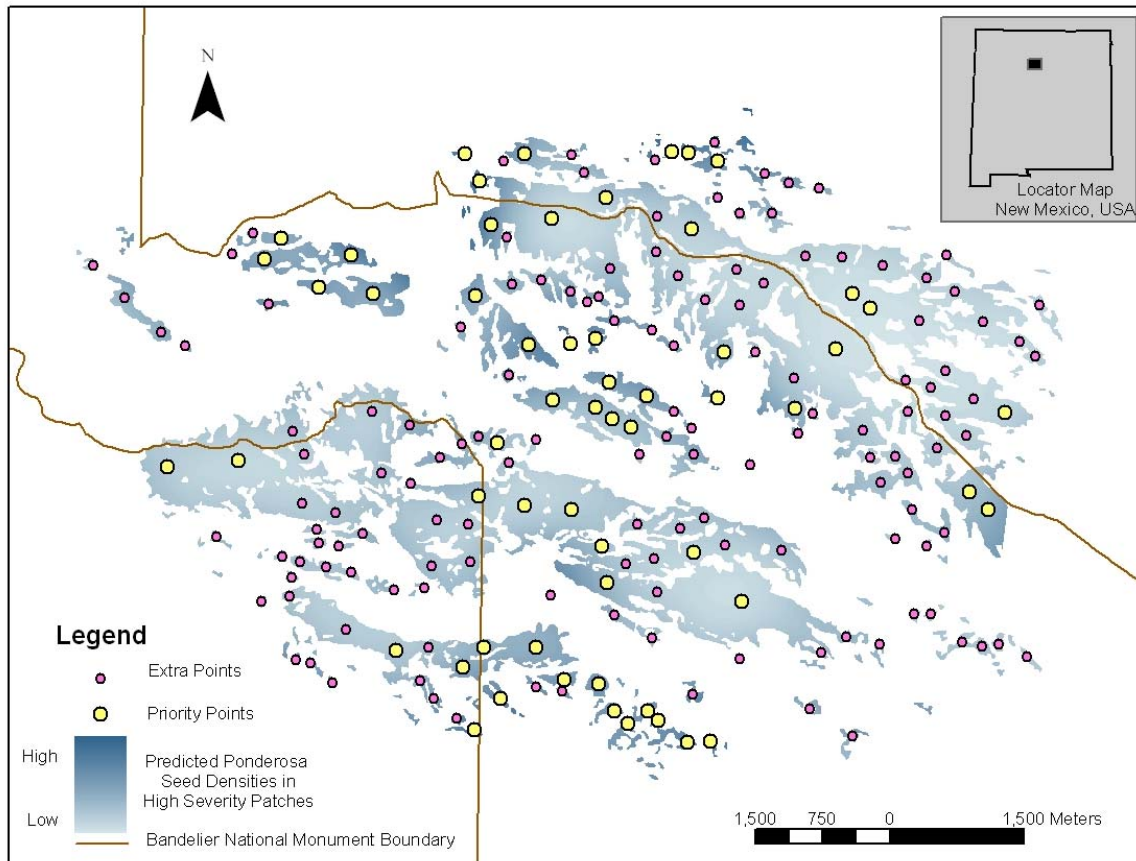 N
Locator Map
New Mexico, USA
Legend
Extra Points
Priority Points
High
Predicted Ponderosa
Seed Densities in
High Severity Patches
Low
Bandelier National Monument Boundary
1,500 750 0 1,500 Meters